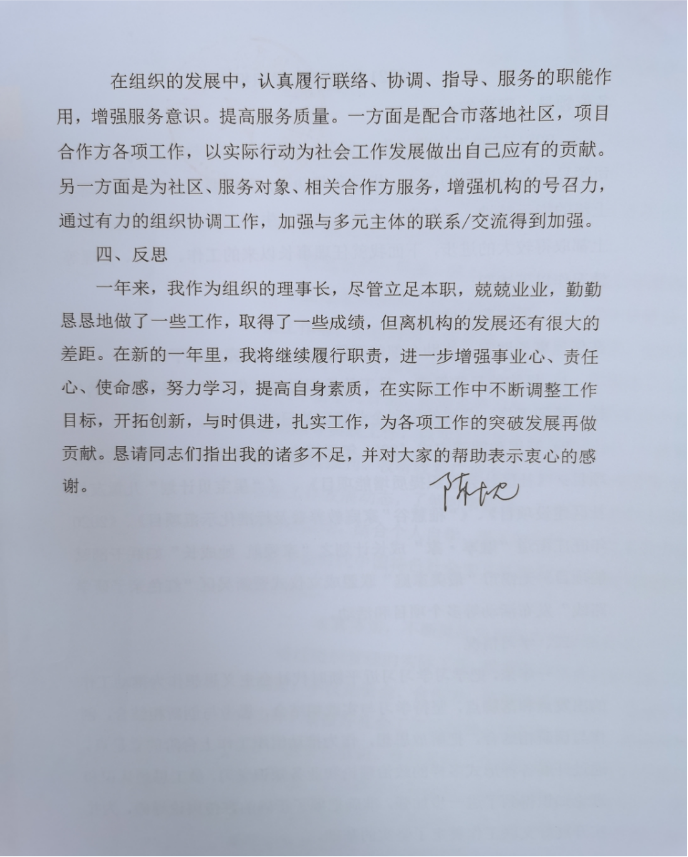 在组织的发展中，认真履行联络、协调、指导、服务的职能作
用，增强服务意识。提高服务质量。一方面是配合市落地社区，项目
合作方各项工作，以实际行动为社会工作发展做出自己应有的贡献。
另一方面是为社区、服务对象、相关合作方服务，增强机构的号召力，
通过有力的组织协调工作，加强与多元主体的联系/交流得到加强。
四、反思
一年来，我作为组织的理事长，尽管立足本职，兢兢业业，勤勤
恳恳地做了一些工作，取得了一些成绩，但离机构的发展还有很大的
差距。在新的一年里，我将继续履行职责，进一步增强事业心、责任
心、使命感，努力学习，提高自身素质，在实际工作中不断调整工作
目标，开拓创新，与时俱进，扎实工作，为各项工作的突破发展再做
贡献。恳请同志们指出我的诸多不足，并对大家的帮助表示衷心的感
谢。